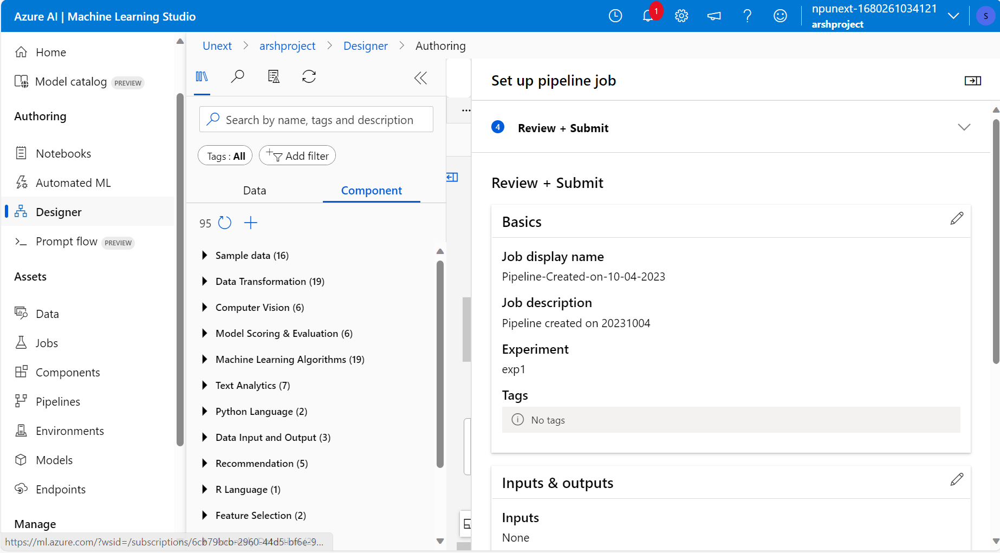 Azure AI | Machine Learning Studio
1
npunext-1680261034121
arshproject
S
Home
Model catalog PREVIEW
Authoring
Notebooks
Automated ML
Designer
Prompt flow PREVIEW
Assets
Data
Jobs
Components
Pipelines
Environments
Models
Endpoints
Manage
https://ml.azure.com/?wsid=/subscriptions/6cb79bcb-2960-44d5-bf6e-9...
Unext > arshproject > Designer > Authoring
Search by name, tags and description
Tags : All
Add filter
Data
Component
95
Sample data (16)
Data Transformation (19)
Computer Vision (6)
Model Scoring & Evaluation (6)
Machine Learning Algorithms (19)
Text Analytics (7)
Python Language (2)
Data Input and Output (3)
Recommendation (5)
R Language (1)
Feature Selection (2)
Set up pipeline job
4 Review + Submit
Review + Submit
Basics
Job display name
Pipeline-Created-on-10-04-2023
Job description
Pipeline created on 20231004
Experiment
exp1
Tags
No tags
Inputs & outputs
Inputs
None